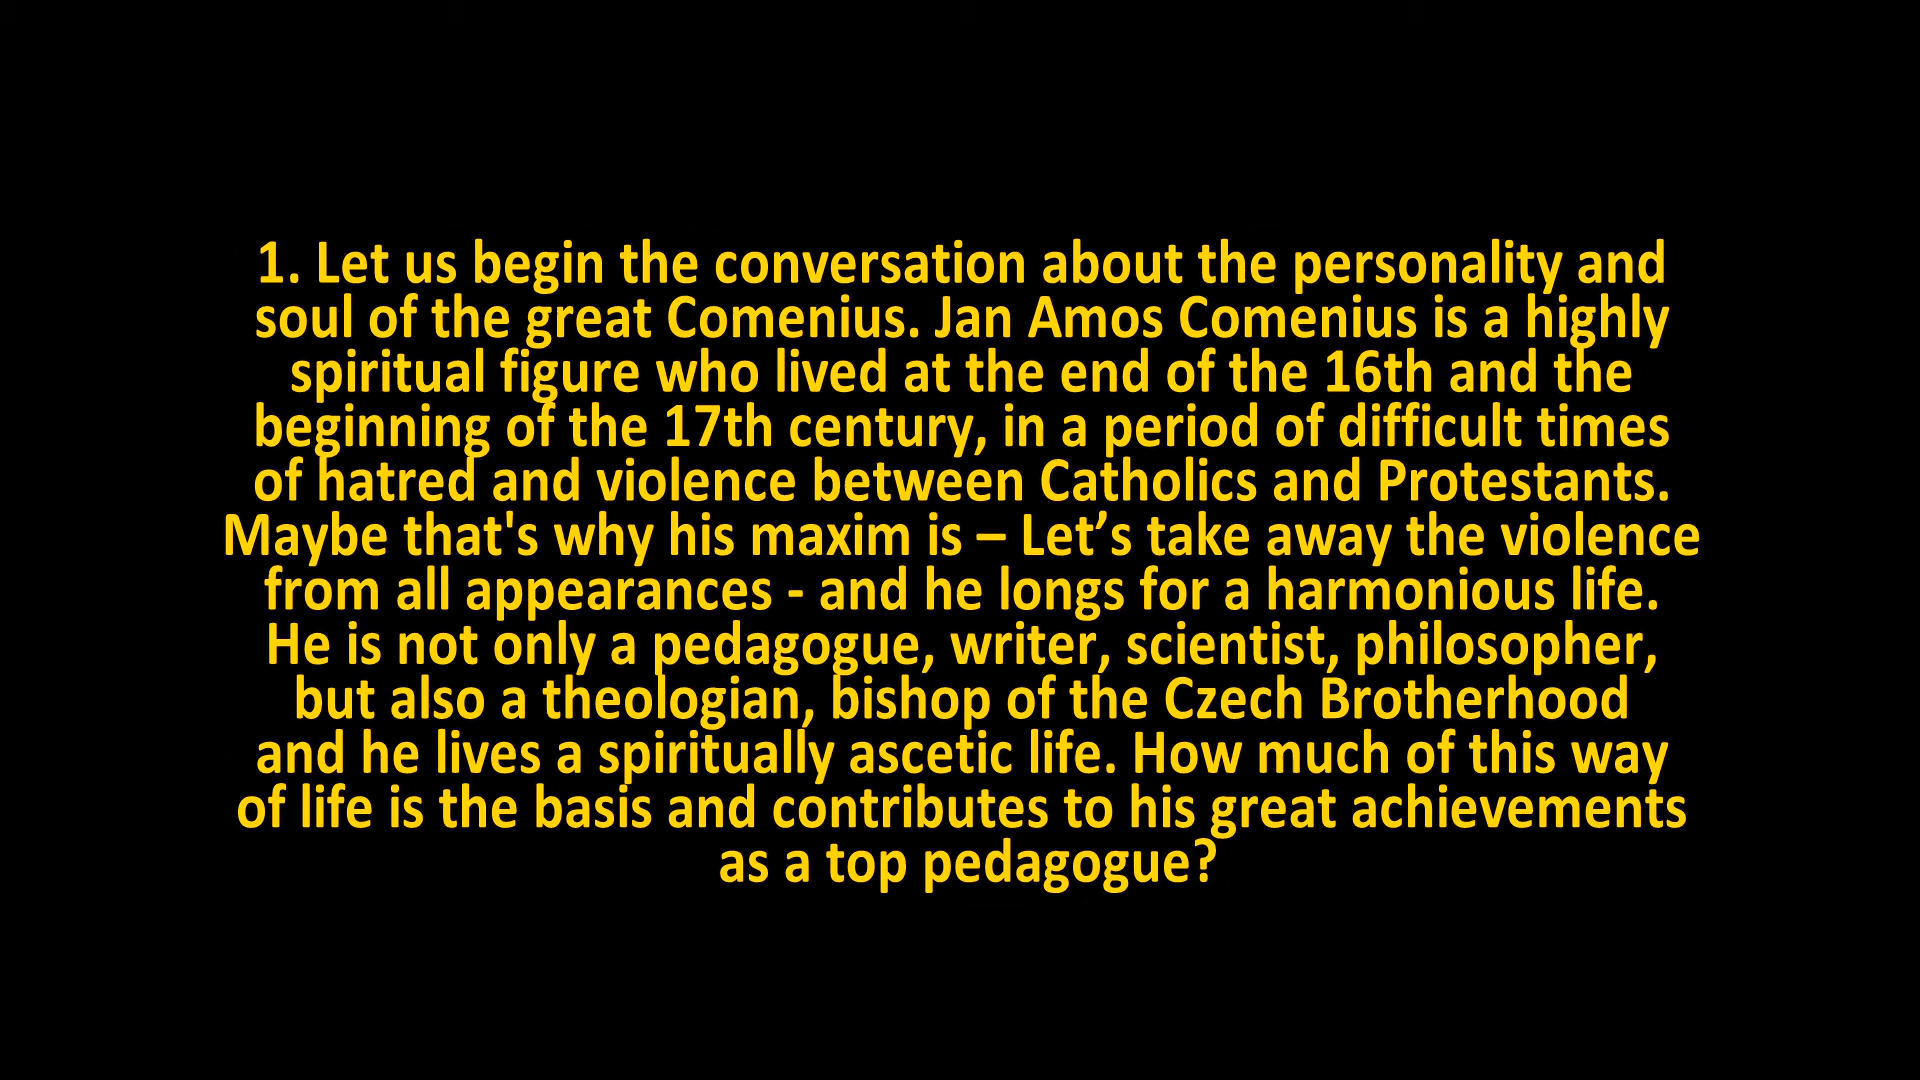 1. Let us begin the conversation about the personality and
soul of the great Comenius. Jan Amos Comenius is a highly
spiritual figure who lived at the end of the 16th and the
beginning of the 17th century, in a period of difficult times
of hatred and violence between Catholics and Protestants.
Maybe that's why his maxim is – Let’s take away the violence
from all appearances - and he longs for a harmonious life.
He is not only a pedagogue, writer, scientist, philosopher,
but also a theologian, bishop of the Czech Brotherhood
and he lives a spiritually ascetic life. How much of this way
of life is the basis and contributes to his great achievements
as a top pedagogue?